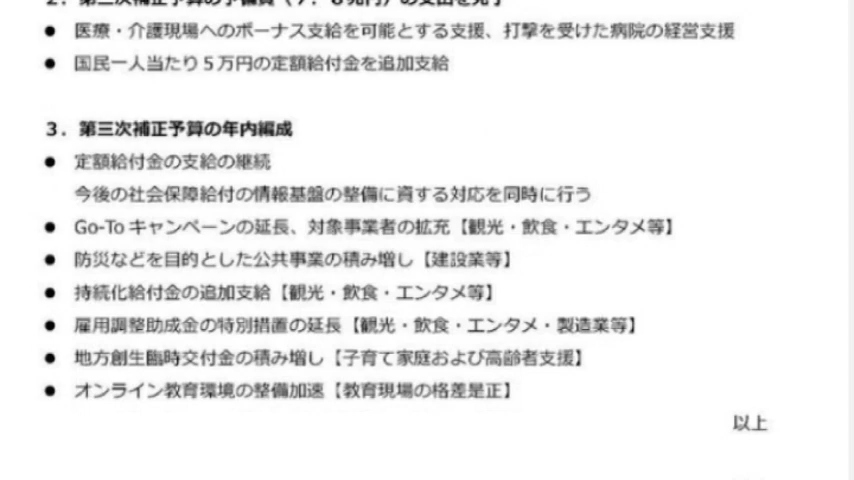 ● 医療・介護現場へのボーナス支給を可能とする支援、打撃を受けた病院の経営支援
● 国民一人当たり5万円の定額給付金を追加支給
3．第三次補正予算の年内編成
● 定額給付金の支給の継続
今後の社会保障給付の情報基盤の整備に資する対応を同時に行う
● Go-To キャンペーンの延長、対象事業者の拡充【観光・飲食・エンタメ等】
● 防災などを目的とした公共事業の積み増し【建設業等】
● 持続化給付金の追加支給【観光・飲食・エンタメ等】
● 雇用調整助成金の特別措置の延長【観光・飲食・エンタメ・製造業等】
● 地方創生臨時交付金の積み増し【子育て家庭および高齢者支援】
● オンライン教育環境の整備加速【教育現場の格差是正】
以上